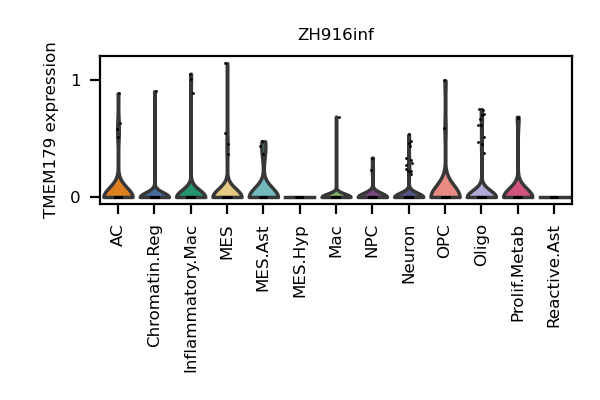 ZH916inf
TMEM179 expression
1
0
AC
Chromatin.Reg
Inflammatory.Mac
MES
MES.Ast
MES.Hyp
Mac
NPC
Neuron
OPC
Oligo
Prolif.Metab
Reactive.Ast